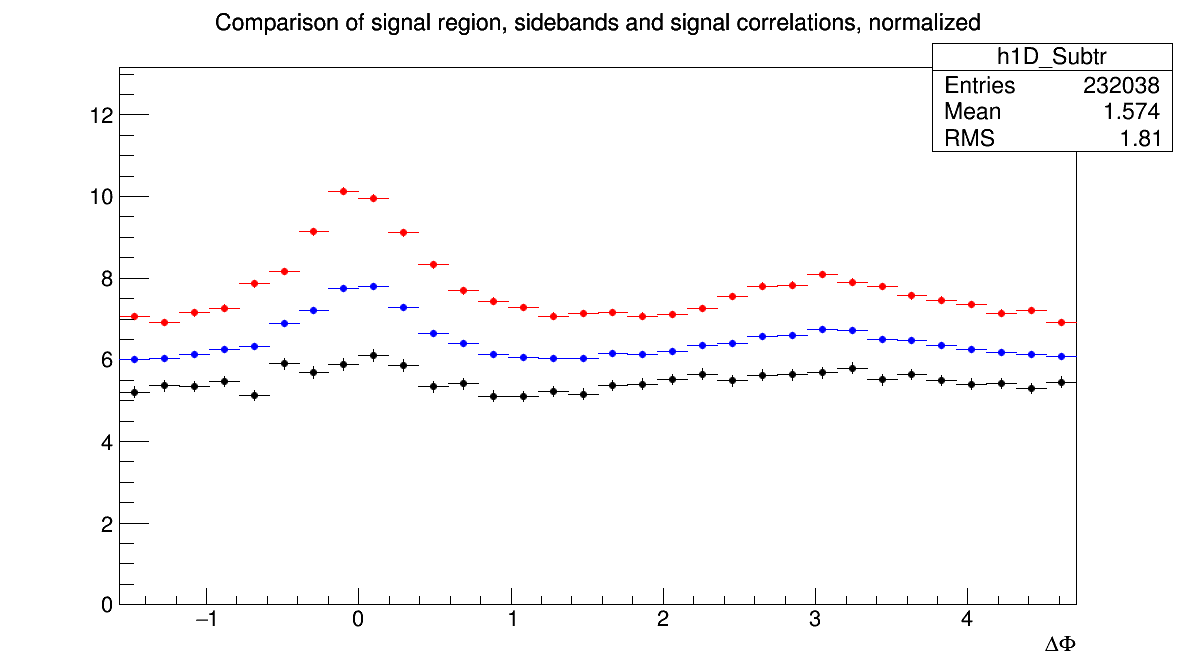 Comparison of signal region, sidebands and signal correlations, normalized
h1D_Subtr
Entries 232038
Mean 1.574
RMS 1.81
12
10
8
6
4
2
0
−1 0 1 2 3 4
ΔΦ